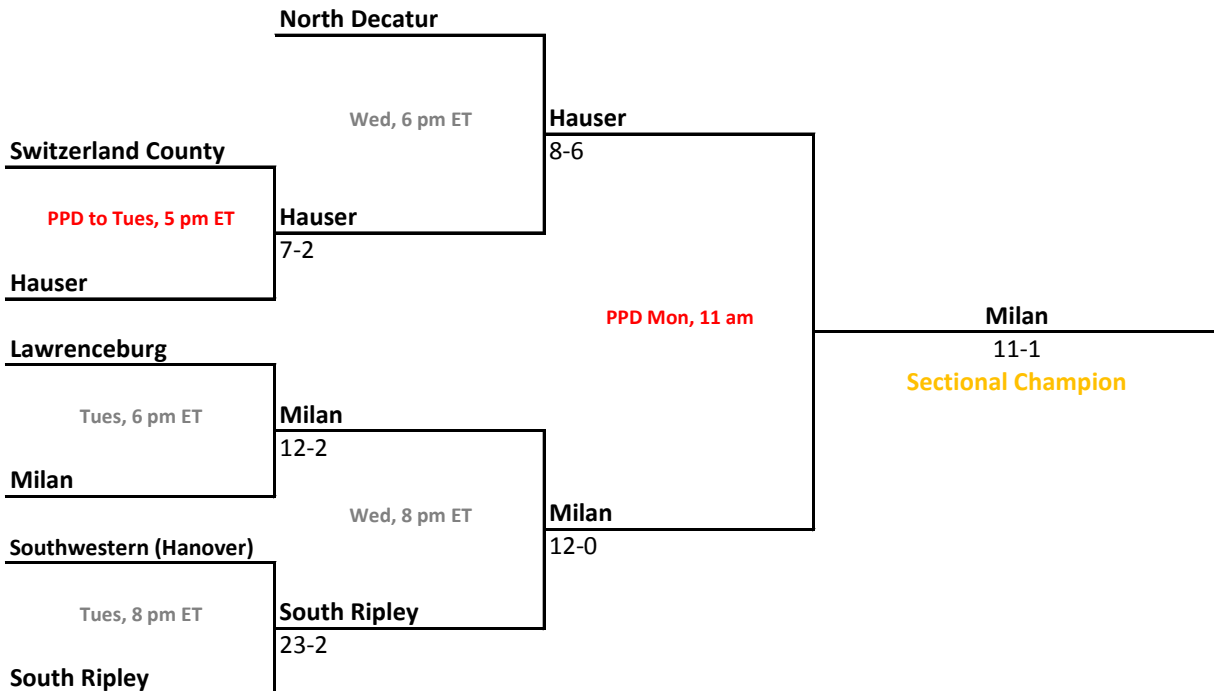 North Decatur
Wed, 6 pm ET
Hauser
Switzerland County
8-6
PPD to Tues, 5 pm ET
Hauser
7-2
Hauser
PPD Mon, 11 am
Milan
Lawrenceburg
11-1
Sectional Champion
Tues, 6 pm ET
Milan
12-2
Milan
Wed, 8 pm ET
Milan
Southwestern (Hanover)
12-0
Tues, 8 pm ET
South Ripley
23-2
South Ripley